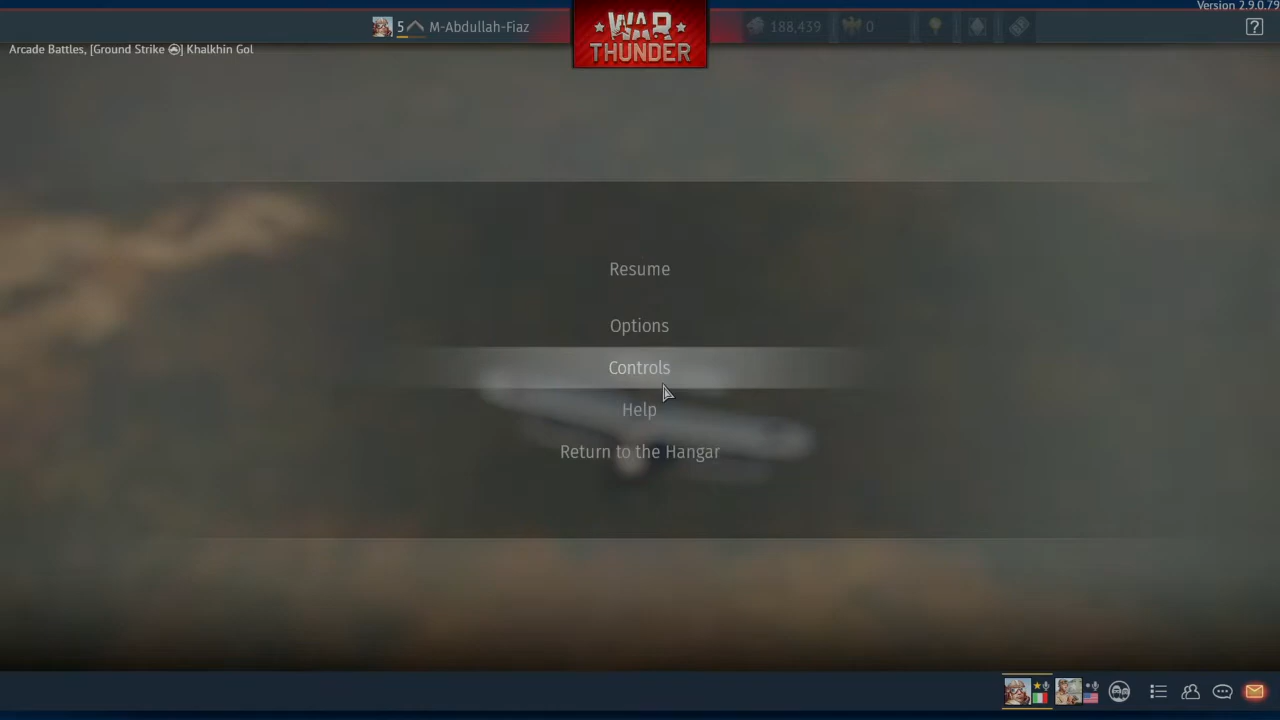 Version 2.9.0.79
5 M-Abdullah-Fiaz
WAR
THUNDER
188,439
0
?
Arcade Battles, [Ground Strike] Khalkhin Gol
Resume
Options
Controls
Help
Return to the Hangar